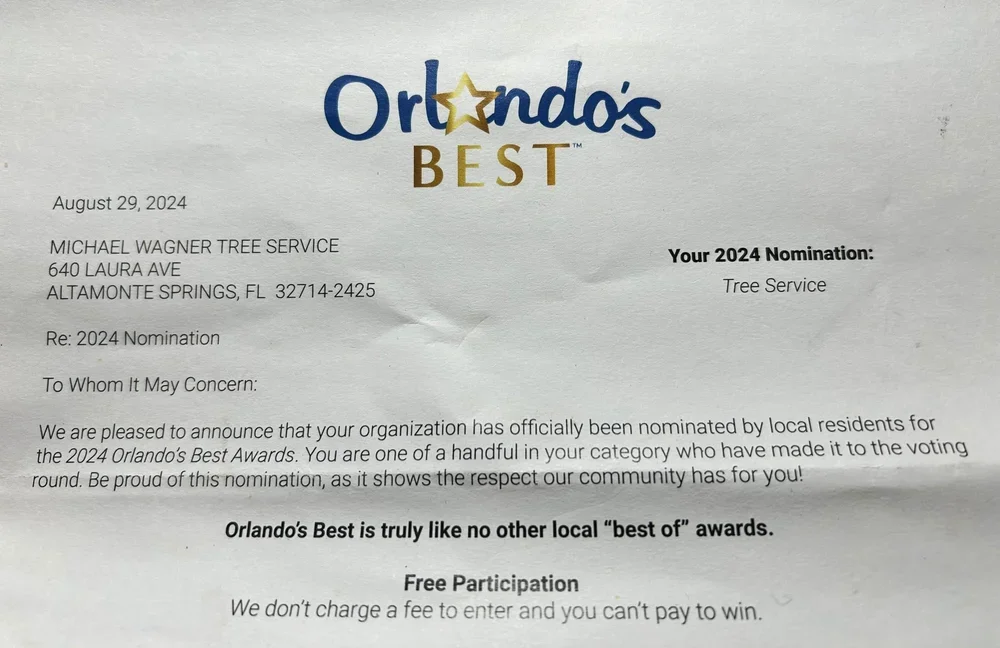 Orlando's
BEST™
August 29, 2024
MICHAEL WAGNER TREE SERVICE
640 LAURA AVE
ALTAMONTE SPRINGS, FL 32714-2425
Your 2024 Nomination:
Tree Service
Re: 2024 Nomination
To Whom It May Concern:
We are pleased to announce that your organization has officially been nominated by local residents for
the 2024 Orlando's Best Awards. You are one of a handful in your category who have made it to the voting
round. Be proud of this nomination, as it shows the respect our community has for you!
Orlando's Best is truly like no other local “best of” awards.
Free Participation
We don't charge a fee to enter and you can't pay to win.